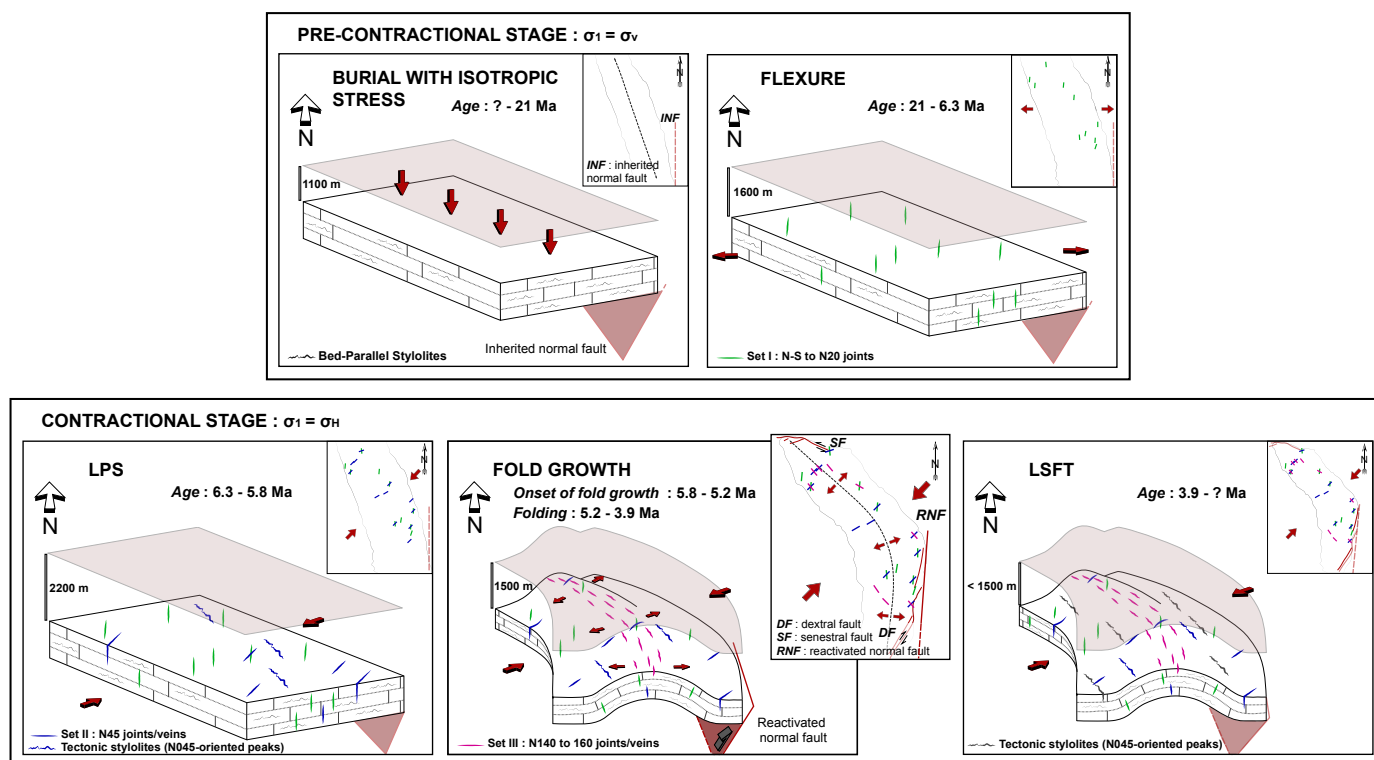 PRE-CONTRACTIONAL STAGE : σ1 = σv
BURIAL WITH ISOTROPIC
STRESS
Age : ? - 21 Ma
N
1100 m
N
INF
INF : inherited
normal fault
Inherited normal fault
Bed-Parallel Stylolites
FLEXURE
Age : 21 - 6.3 Ma
N
1600 m
N
Set I : N-S to N20 joints
CONTRACTIONAL STAGE : σ1 = σH
LPS
Age : 6.3 - 5.8 Ma
N
2200 m
N
Set II : N45 joints/veins
Tectonic stylolites (N045-oriented peaks)
FOLD GROWTH
Onset of fold growth : 5.8 - 5.2 Ma
Folding : 5.2 - 3.9 Ma
N
1500 m
SF
N
RNF
DF
DF : dextral fault
SF : senestral fault
RNF : reactivated normal fault
Reactivated
normal fault
Set III : N140 to 160 joints/veins
LSFT
Age : 3.9 - ? Ma
N
< 1500 m
N
Tectonic stylolites (N045-oriented peaks)